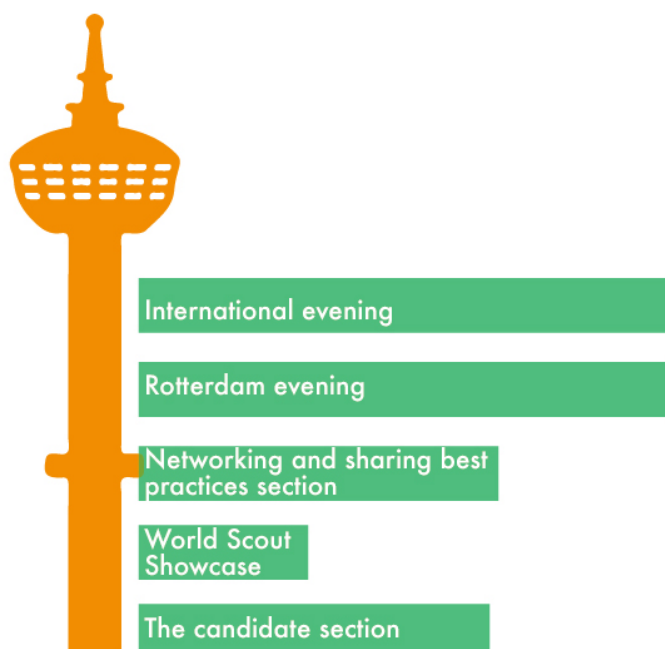 International evening
Rotterdam evening
Networking and sharing best
practices section
World Scout
Showcase
The candidate section